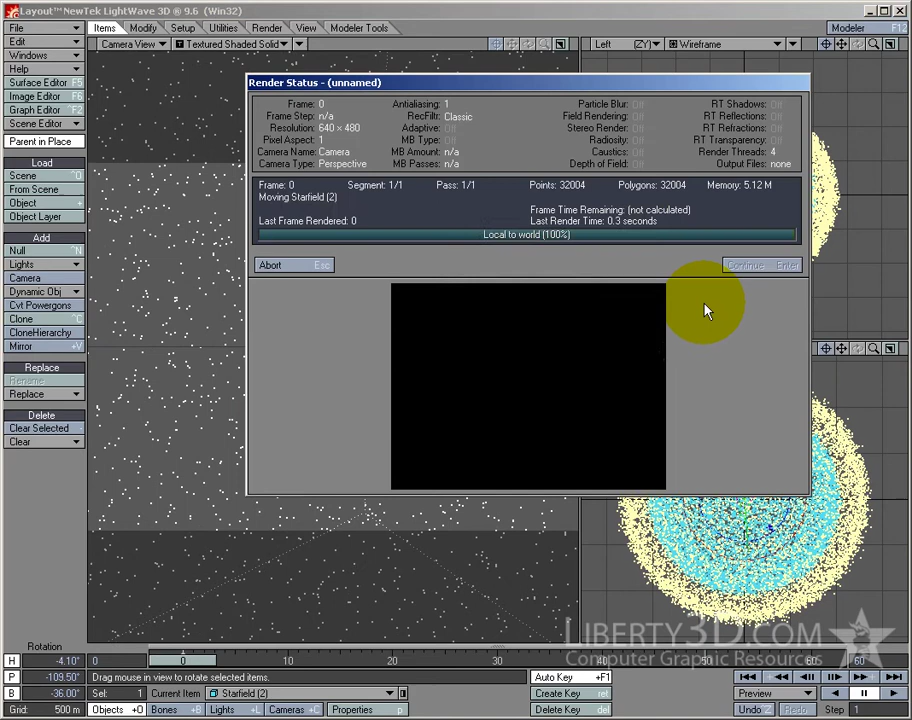 Layout™ NewTek LightWave 3D ® 9.6 (Win32)
Items Modify Setup Utilities Render View Modeler Tools
Modeler F12
File
Edit
Windows
Help
Surface Editor F5
Image Editor F6
Graph Editor ^F2
Scene Editor
Parent in Place
Load
Scene ^O
From Scene
Object +
Object Layer
Add
Null ^N
Lights
Camera
Dynamic Obj
Cvt Powergons
Clone ^C
CloneHierarchy
Mirror +V
Replace
Rename
Replace
Delete
Clear Selected -
Clear
Camera View
Textured Shaded Solid
Left (ZY)
Wireframe
Render Status - (unnamed)
Frame: 0
Frame Step: n/a
Resolution: 640 × 480
Pixel Aspect: 1
Camera Name: Camera
Camera Type: Perspective
Antialiasing: 1
RecFilter: Classic
Adaptive: Off
MB Type: Off
MB Amount: n/a
MB Passes: n/a
Particle Blur: Off
Field Rendering: Off
Stereo Render: Off
Radiosity: Off
Caustics: Off
Depth of Field: Off
RT Shadows: Off
RT Reflections: Off
RT Refractions: Off
RT Transparency: Off
Render Threads: 4
Output Files: none
Frame: 0 Segment: 1/1 Pass: 1/1 Points: 32004 Polygons: 32004 Memory: 5.12 M
Moving Starfield (2)
Frame Time Remaining: (not calculated)
Last Frame Rendered: 0 Last Render Time: 0.3 seconds
Local to world (100%)
Abort Esc
Continue Enter
LIBERTY3D.COM
Computer Graphic Resources
Rotation
H -4.10°
P -109.50°
B -36.00°
Grid: 500 m
0 0 10 20 30 40 50 60 60
Drag mouse in view to rotate selected items.
Sel: 1 Current Item Starfield (2)
Objects +O Bones +B Lights +L Cameras +C Properties p
Auto Key +F1
Create Key ret
Delete Key del
Preview
Undo ^Z Redo z Step 1